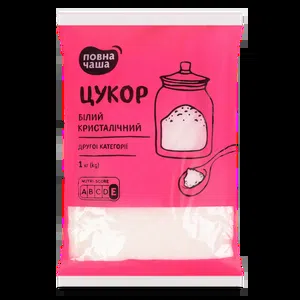 повна
чаша
ЦУКОР
БІЛИЙ
КРИСТАЛІЧНИЙ
ДРУГОЇ КАТЕГОРІЇ
1 кг (kg)
NUTRI-SCORE
A B C D E